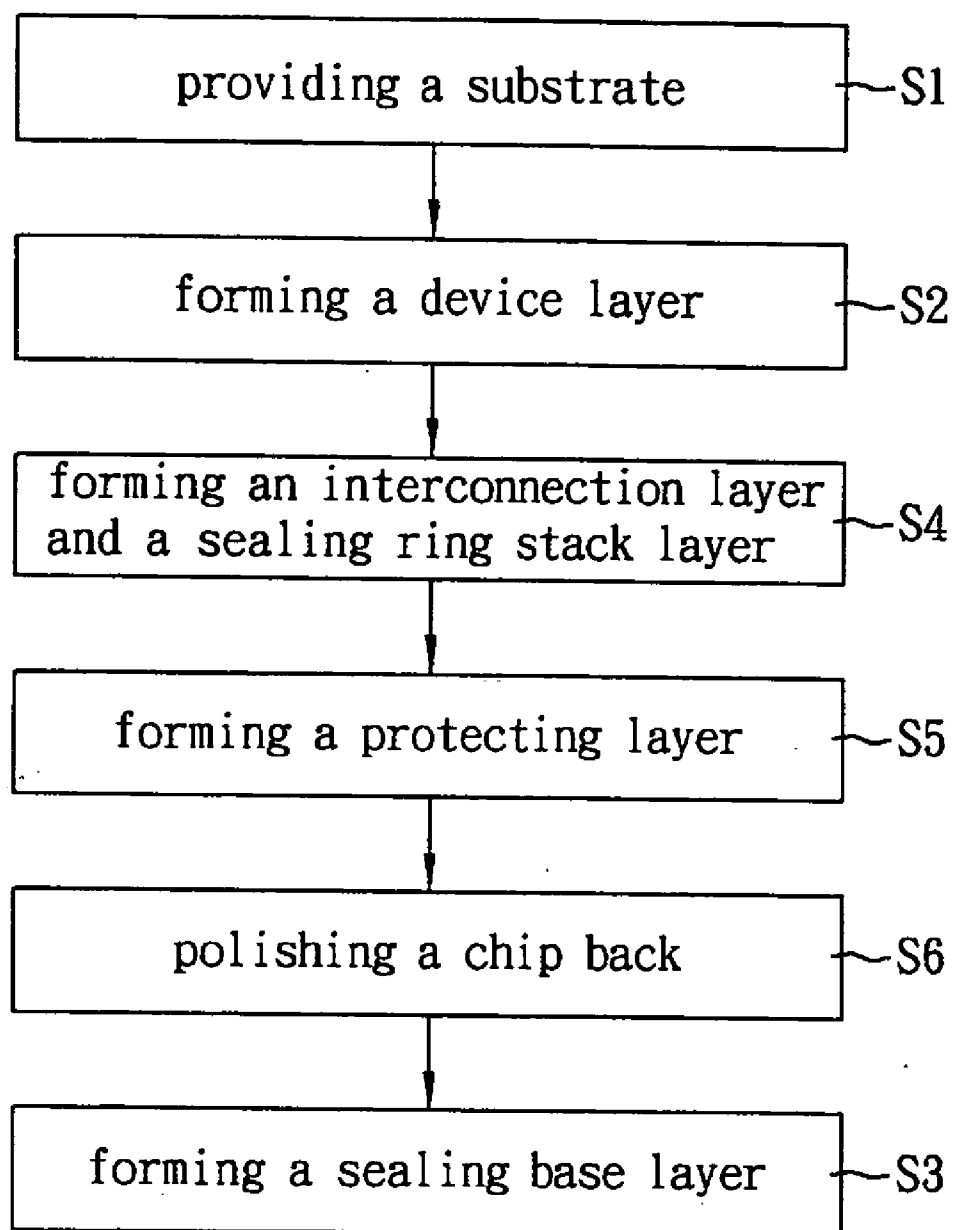 providing a substrate S1
forming a device layer S2
forming an interconnection layer
and a sealing ring stack layer S4
forming a protecting layer S5
polishing a chip back S6
forming a sealing base layer S3